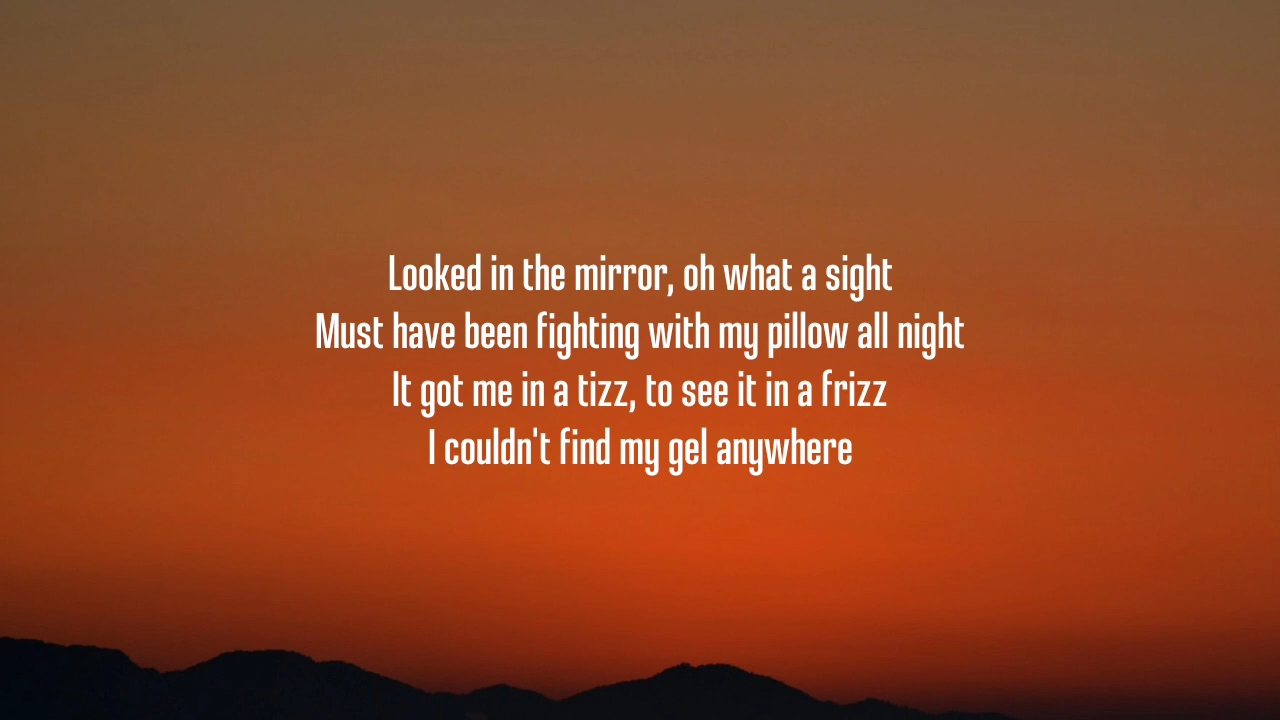 Looked in the mirror, oh what a sight
Must have been fighting with my pillow all night
It got me in a tizz, to see it in a frizz
I couldn't find my gel anywhere